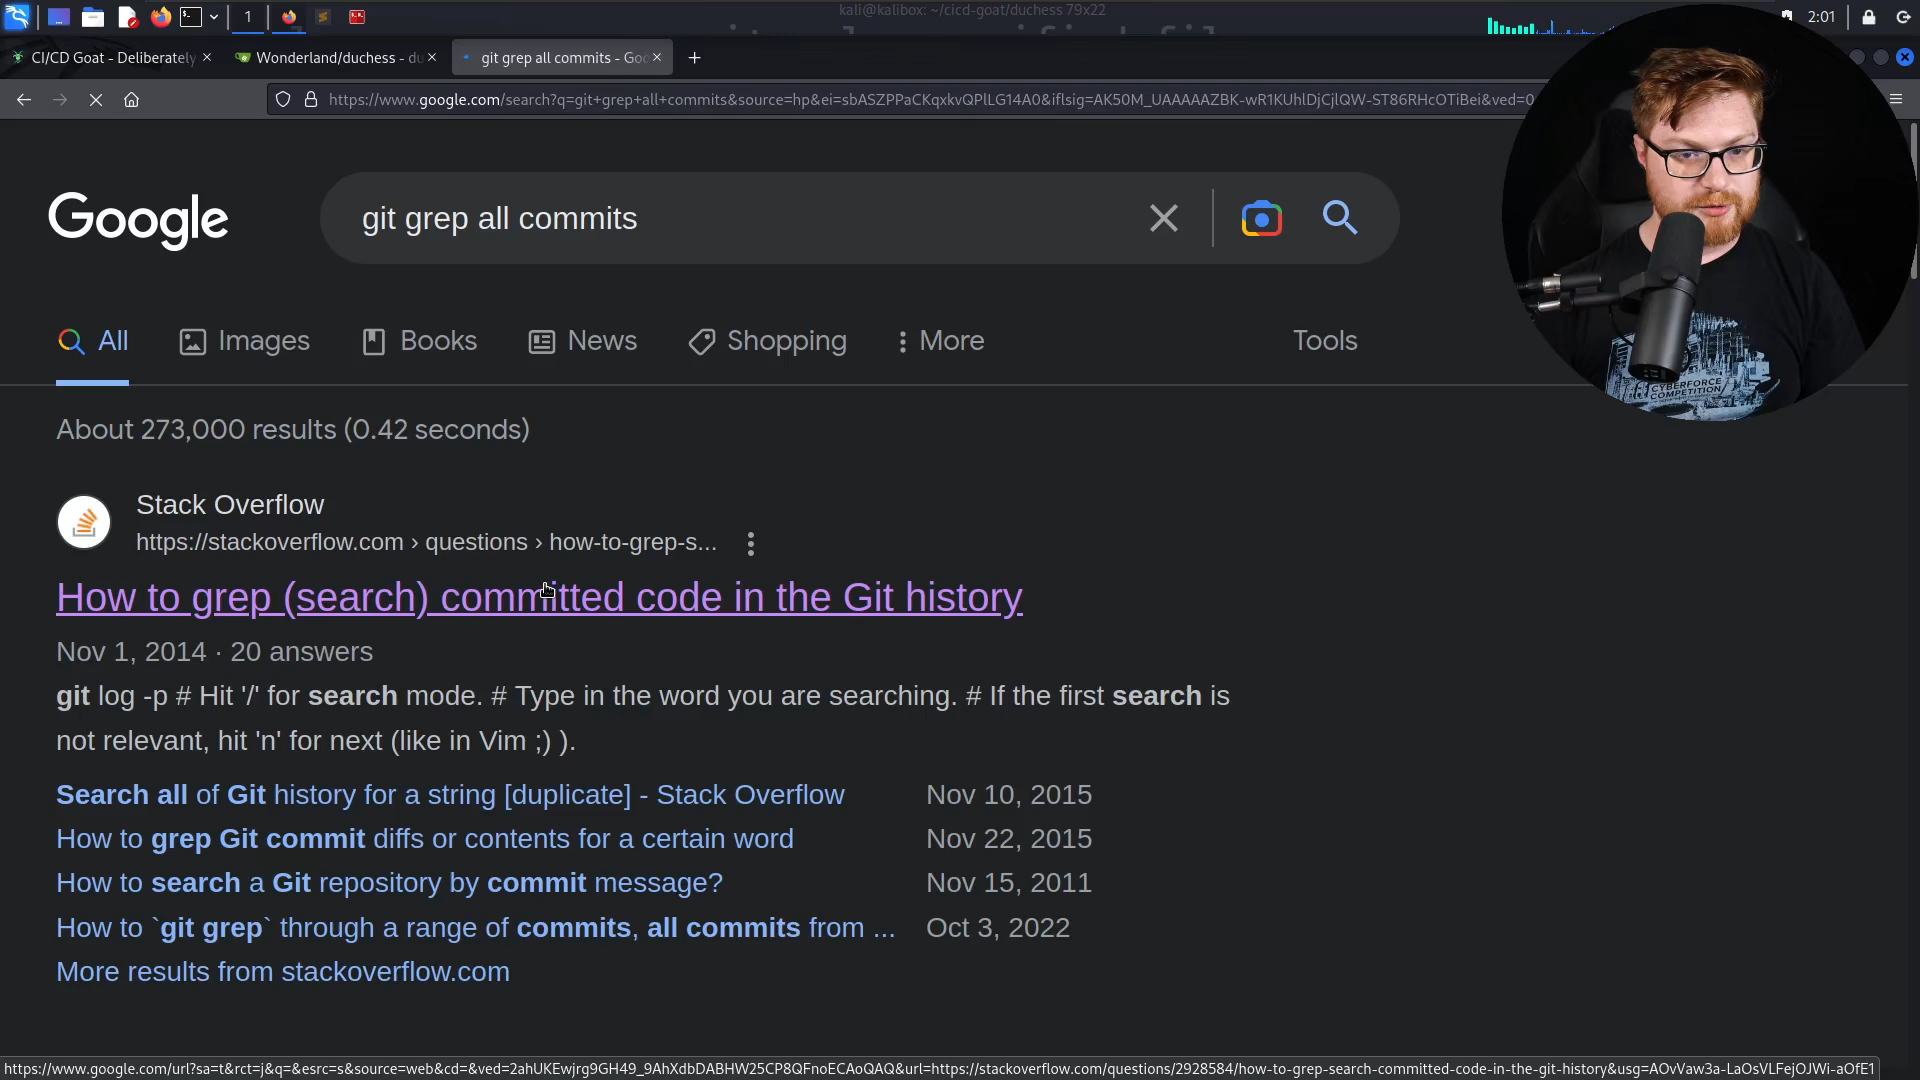 1
kali@kalibox: ~/cicd-goat/duchess 79x22
2:01
CI/CD Goat - Deliberately
Wonderland/duchess - du
git grep all commits - Goo
https://www.google.com/search?q=git+grep+all+commits&source=hp&ei=sbASZPPaCKqxkvQPlLG14A0&iflsig=AK50M_UAAAAAZBK-wR1KUhlDjCjlQW-ST86RHcOTiBei&ved=0
Google
git grep all commits
All
Images
Books
News
Shopping
More
Tools
About 273,000 results (0.42 seconds)
Stack Overflow
https://stackoverflow.com › questions › how-to-grep-s...
How to grep (search) committed code in the Git history
Nov 1, 2014 · 20 answers
git log -p # Hit '/' for search mode. # Type in the word you are searching. # If the first search is
not relevant, hit 'n' for next (like in Vim ;) ).
Search all of Git history for a string [duplicate] - Stack Overflow Nov 10, 2015
How to grep Git commit diffs or contents for a certain word Nov 22, 2015
How to search a Git repository by commit message? Nov 15, 2011
How to `git grep` through a range of commits, all commits from ... Oct 3, 2022
More results from stackoverflow.com
CYBERFORCE
COMPETITION
https://www.google.com/url?sa=t&rct=j&q=&esrc=s&source=web&cd=&ved=2ahUKEwjrg9GH49_9AhXdbDABHW25CP8QFnoECAoQAQ&url=https://stackoverflow.com/questions/2928584/how-to-grep-search-committed-code-in-the-git-history&usg=AOvVaw3a-LaOsVLFejOJWi-aOfE1